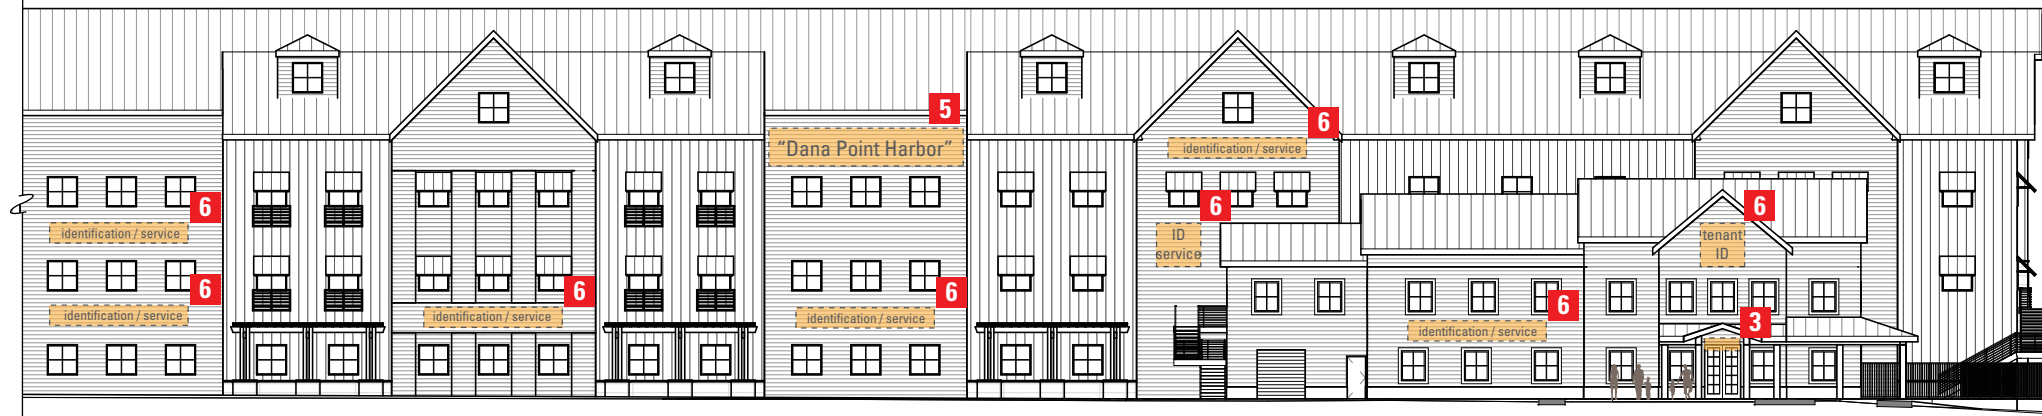 5
“Dana Point Harbor”
6
identification / service
6
identification / service
6
identification / service
6
identification / service
6
identification / service
6
ID
service
6
identification / service
6
tenant
ID
3